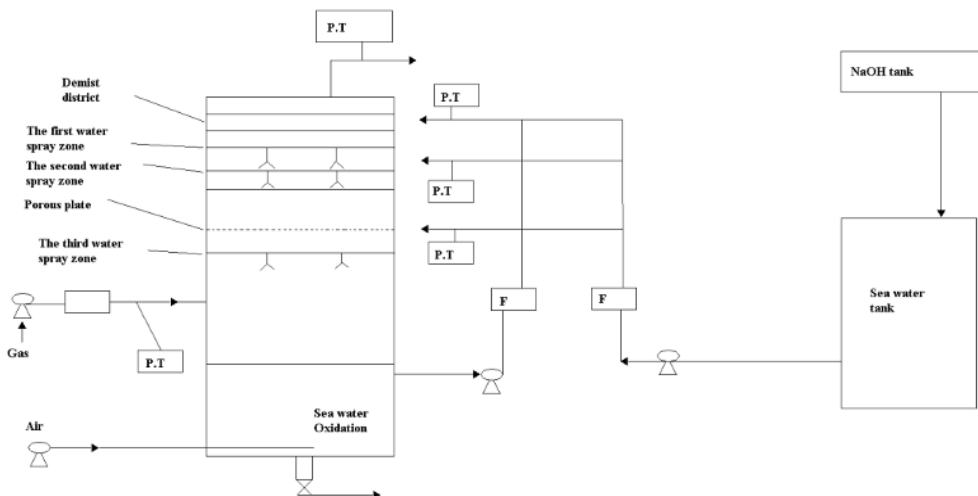 P.T
NaOH tank
Demist
district
P.T
The first water
spray zone
The second water
spray zone
P.T
Porous plate
P.T
The third water
spray zone
F
F
Sea water
tank
Gas
P.T
Sea water
Oxidation
Air